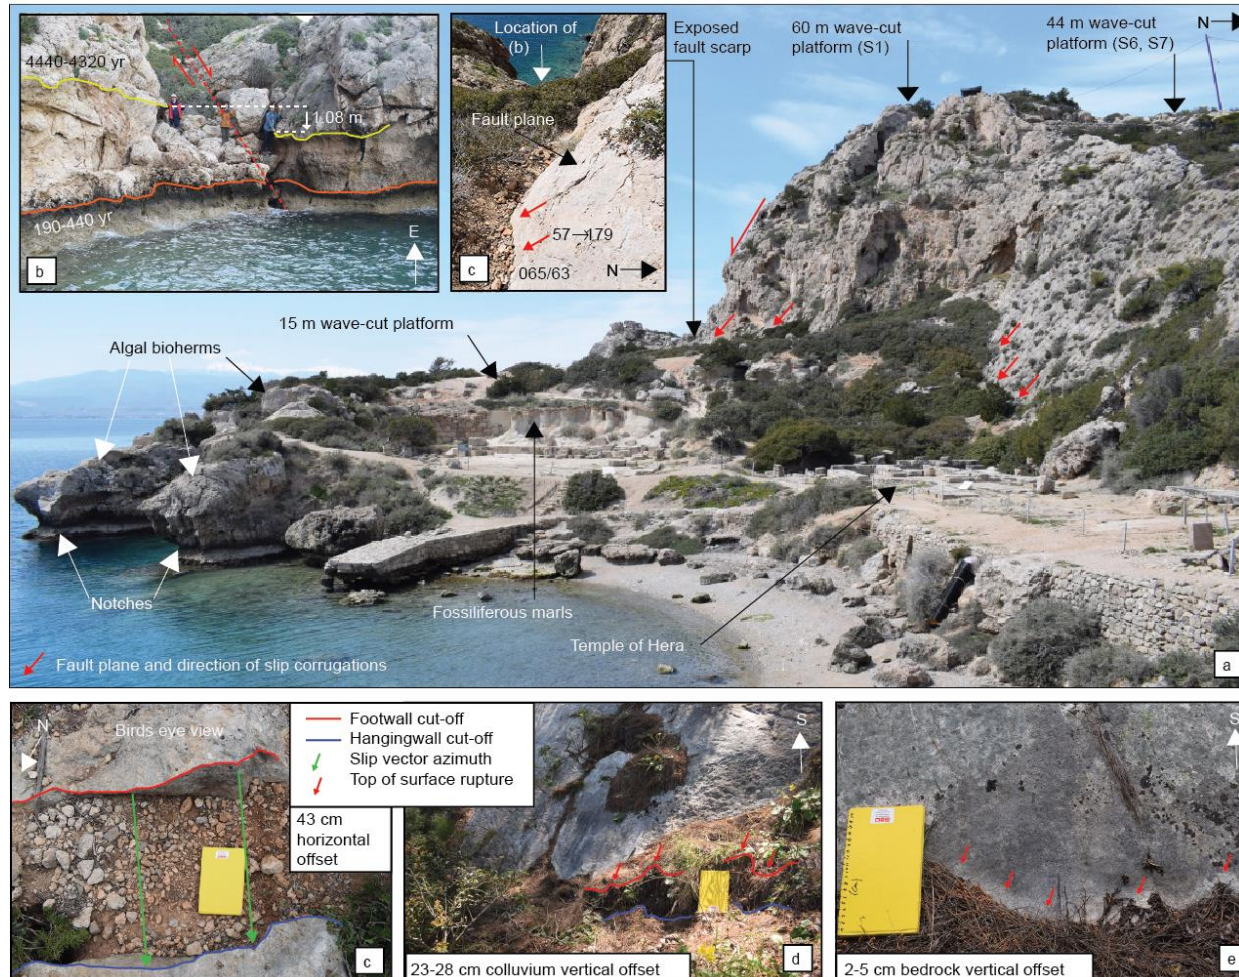 4440-4320 yr
1.08 m
190-440 yr
E
b
Location of
(b)
Fault plane
57→179
065/63
N
c
Exposed
fault scarp
60 m wave-cut
platform (S1)
44 m wave-cut
platform (S6, S7)
N
15 m wave-cut platform
Algal bioherms
Notches
Fossiliferous marls
Temple of Hera
Fault plane and direction of slip corrugations
a
N
Birds eye view
43 cm
horizontal
offset
c
Footwall cut-off
Hangingwall cut-off
Slip vector azimuth
Top of surface rupture
S
23-28 cm colluvium vertical offset
d
S
2-5 cm bedrock vertical offset
e